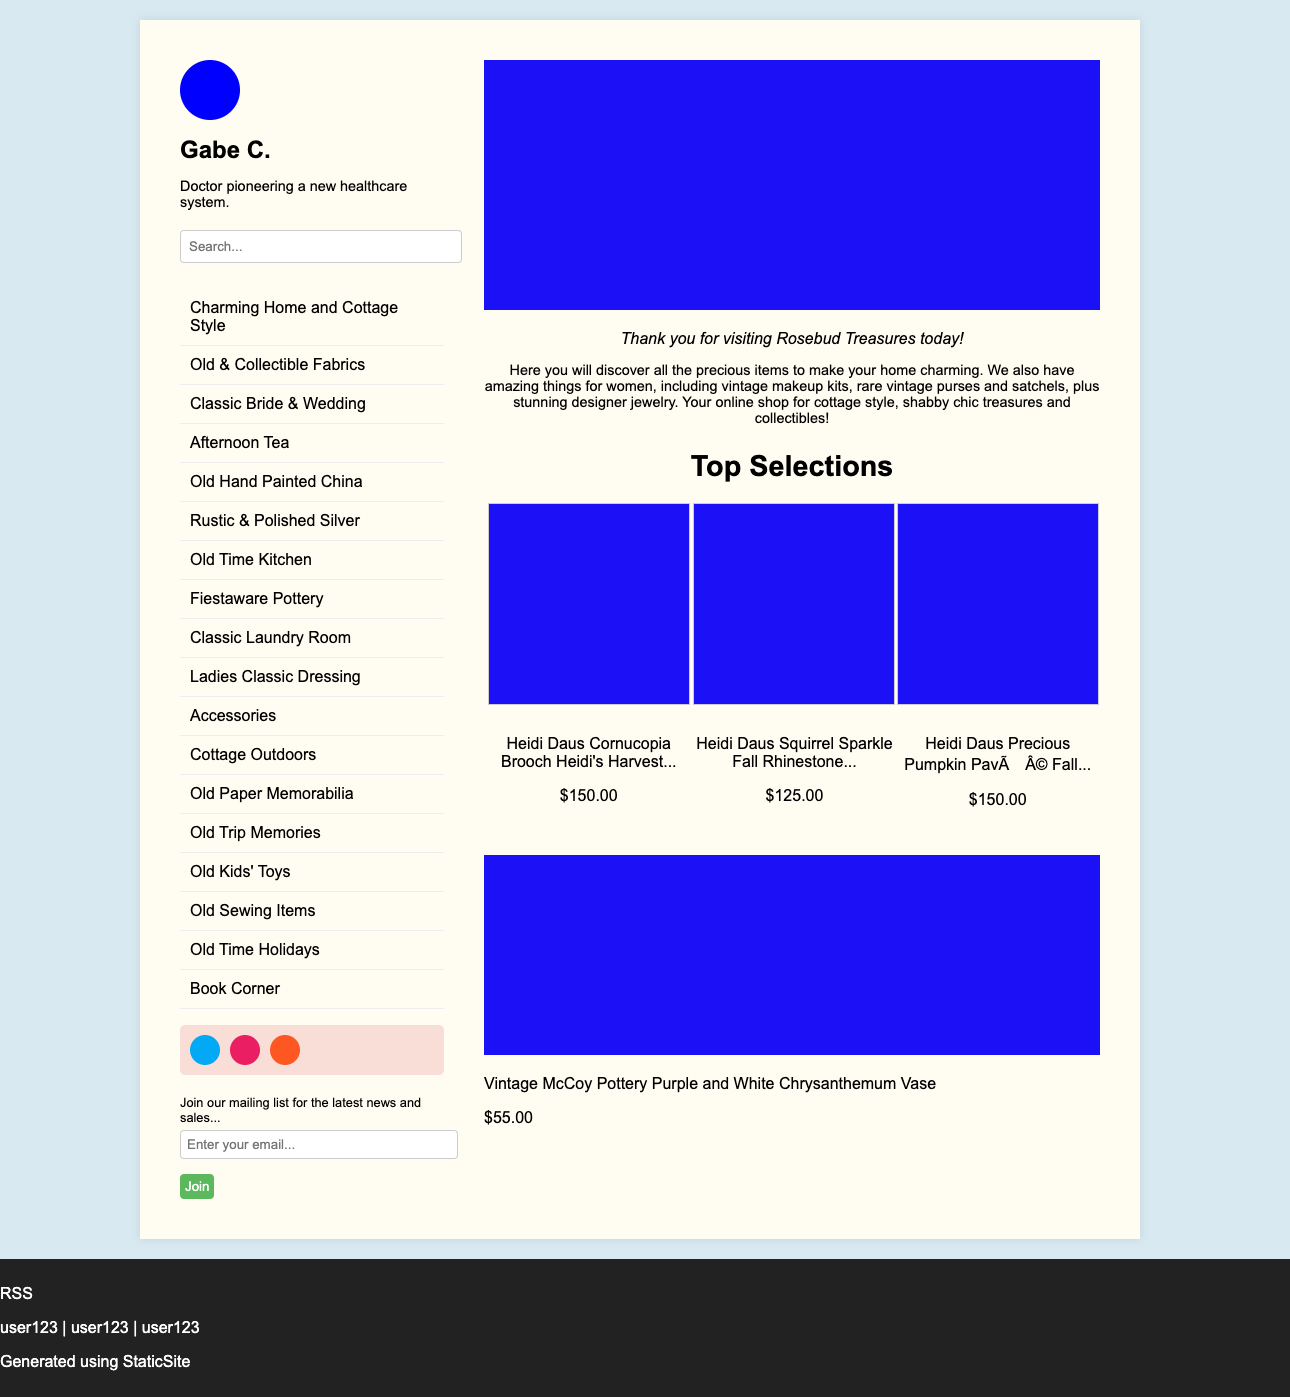 Gabe C.
Doctor pioneering a new healthcare
system.
Search...
Charming Home and Cottage
Style
Old & Collectible Fabrics
Classic Bride & Wedding
Afternoon Tea
Old Hand Painted China
Rustic & Polished Silver
Old Time Kitchen
Fiestaware Pottery
Classic Laundry Room
Ladies Classic Dressing
Accessories
Cottage Outdoors
Old Paper Memorabilia
Old Trip Memories
Old Kids' Toys
Old Sewing Items
Old Time Holidays
Book Corner
Join our mailing list for the latest news and
sales...
Enter your email...
Join
Thank you for visiting Rosebud Treasures today!
Here you will discover all the precious items to make your home charming. We also have
amazing things for women, including vintage makeup kits, rare vintage purses and satchels, plus
stunning designer jewelry. Your online shop for cottage style, shabby chic treasures and
collectibles!
Top Selections
Heidi Daus Cornucopia
Brooch Heidi's Harvest...
$150.00
Heidi Daus Squirrel Sparkle
Fall Rhinestone...
$125.00
Heidi Daus Precious
Pumpkin PavÃ Â© Fall...
$150.00
Vintage McCoy Pottery Purple and White Chrysanthemum Vase
$55.00
RSS
user123 | user123 | user123
Generated using StaticSite